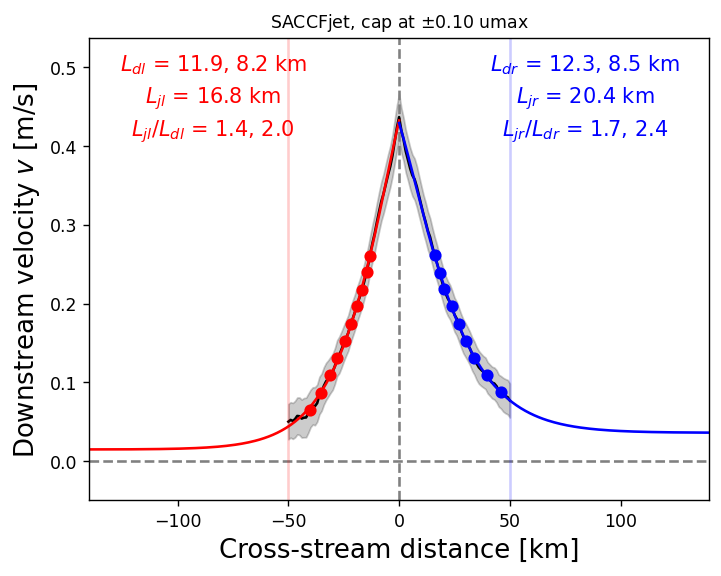 SACCFjet, cap at ±0.10 umax
L_dl = 11.9, 8.2 km
L_dr = 12.3, 8.5 km
L_jl = 16.8 km
L_jr = 20.4 km
L_jl/L_dl = 1.4, 2.0
L_jr/L_dr = 1.7, 2.4
Downstream velocity v [m/s]
0.5
0.4
0.3
0.2
0.1
0.0
−100
−50
0
50
100
Cross-stream distance [km]